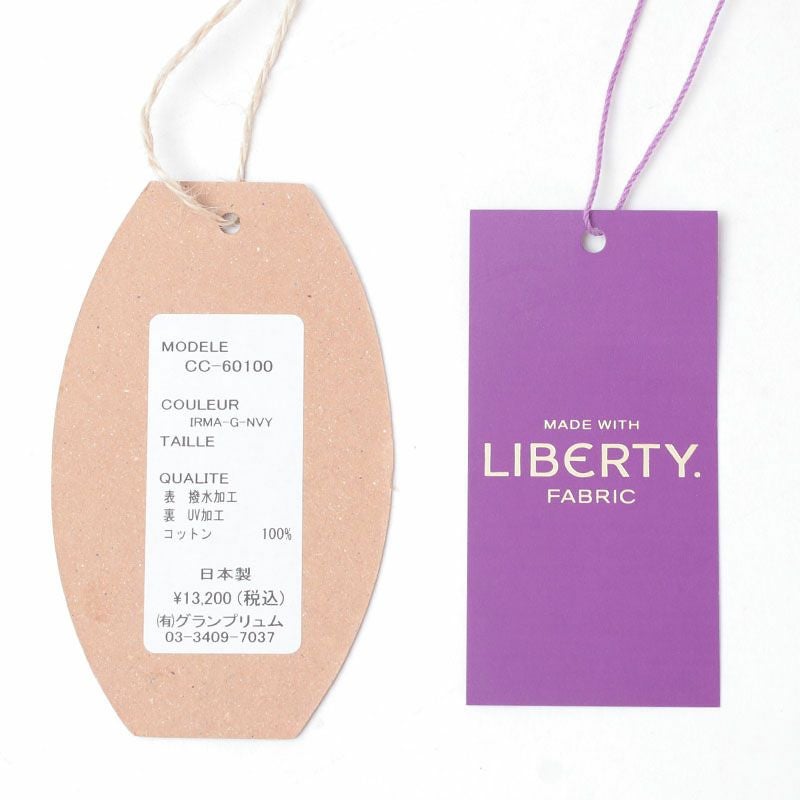 MODELE
CC-60100
COULEUR
IRMA-G-NVY
TAILLE
QUALITE
表 撥水加工
裏 UV加工
コットン 100%
日本製
¥13,200(税込)
㈲グランプリュム
03-3409-7037
MADE WITH
LIBERTY.
FABRIC